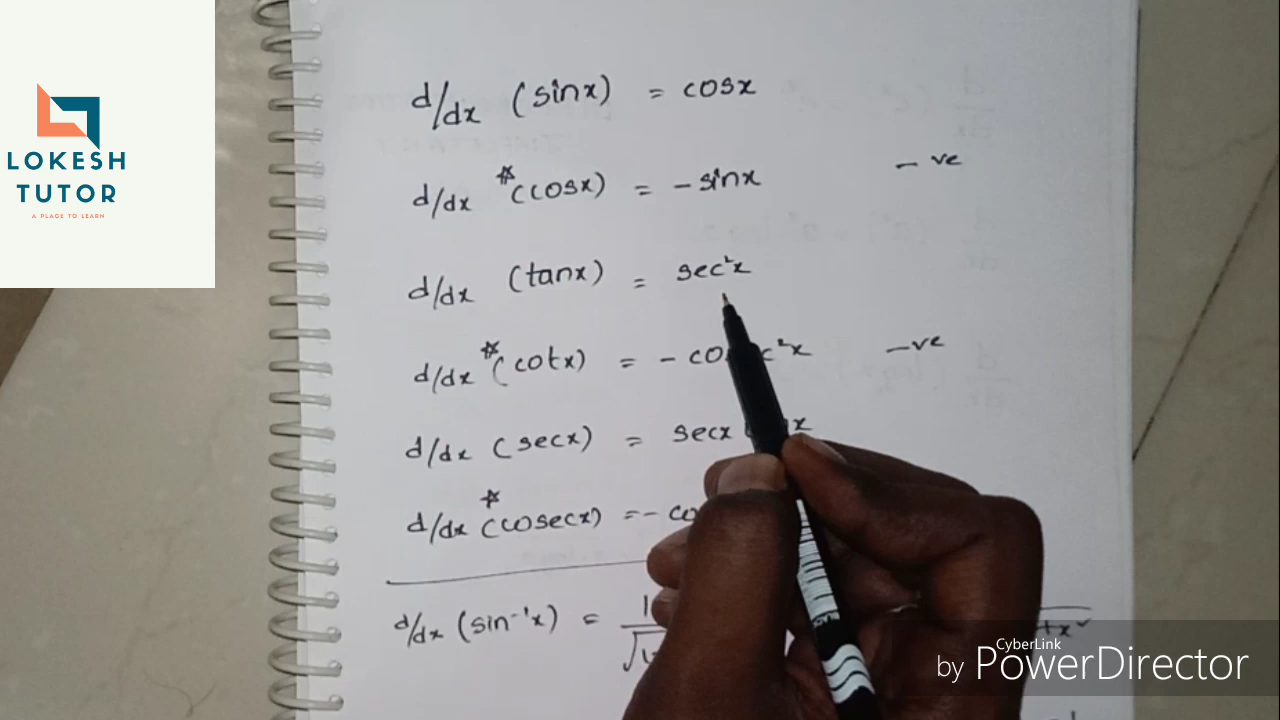 LOKESH
TUTOR
A PLACE TO LEARN
d/dx (sinx) = cosx
d/dx (cosx) = -sinx -ve
d/dx (tanx) = sec²x
d/dx (cotx) = - c²x -ve
d/dx (secx) = secx x
d/dx (cosecx) = - co
d/dx (sin⁻¹x) = 1
CyberLink
by PowerDirector